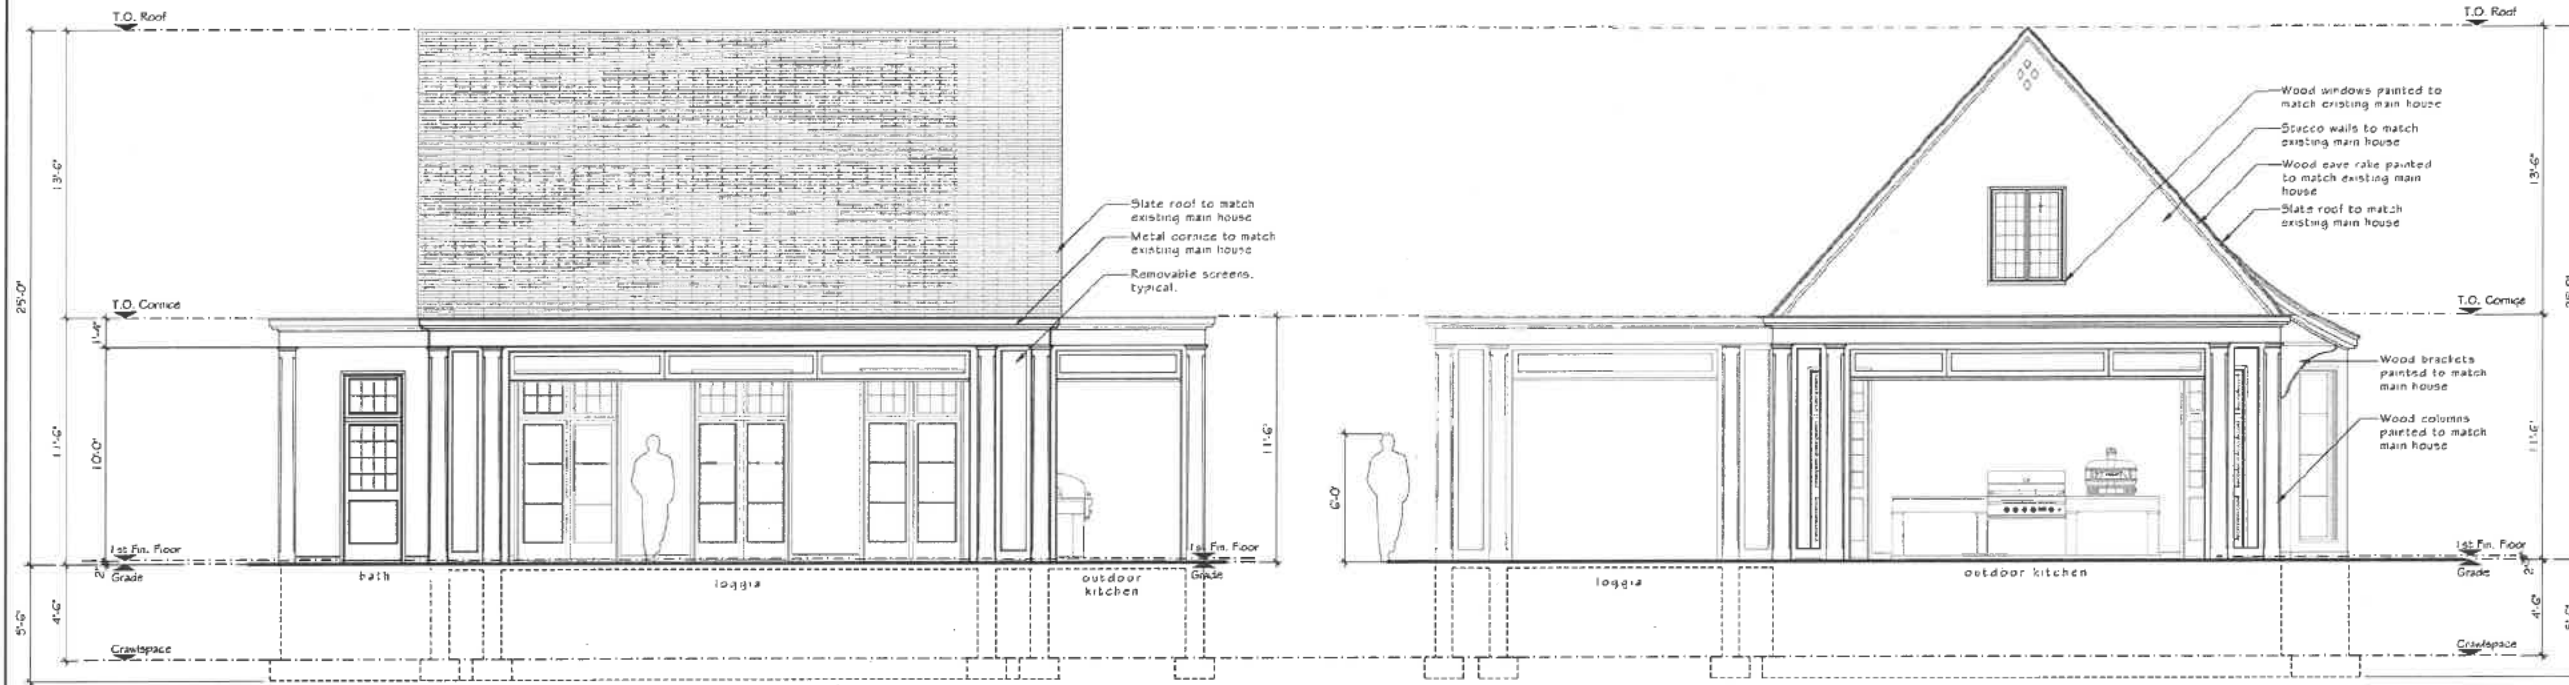 T.O. Roof
13'-6"
25'-0"
T.O. Cornice
1'-4"
11'-6"
10'-0"
1st Fin. Floor
2"
Grade
5'-6"
4'-6"
Crawlspace
Slate roof to match
existing main house
Metal cornice to match
existing main house
Removable screens,
typical.
bath
loggia
outdoor
kitchen
1st Fin. Floor
Grade
11'-6"
6'-0"
loggia
outdoor kitchen
T.O. Roof
Wood windows painted to
match existing main house
Stucco walls to match
existing main house
Wood eave rake painted
to match existing main
house
Slate roof to match
existing main house
13'-6"
T.O. Cornice
Wood brackets
painted to match
main house
Wood columns
painted to match
main house
11'-6"
1st Fin. Floor
2"
Grade
4'-6"
Crawlspace